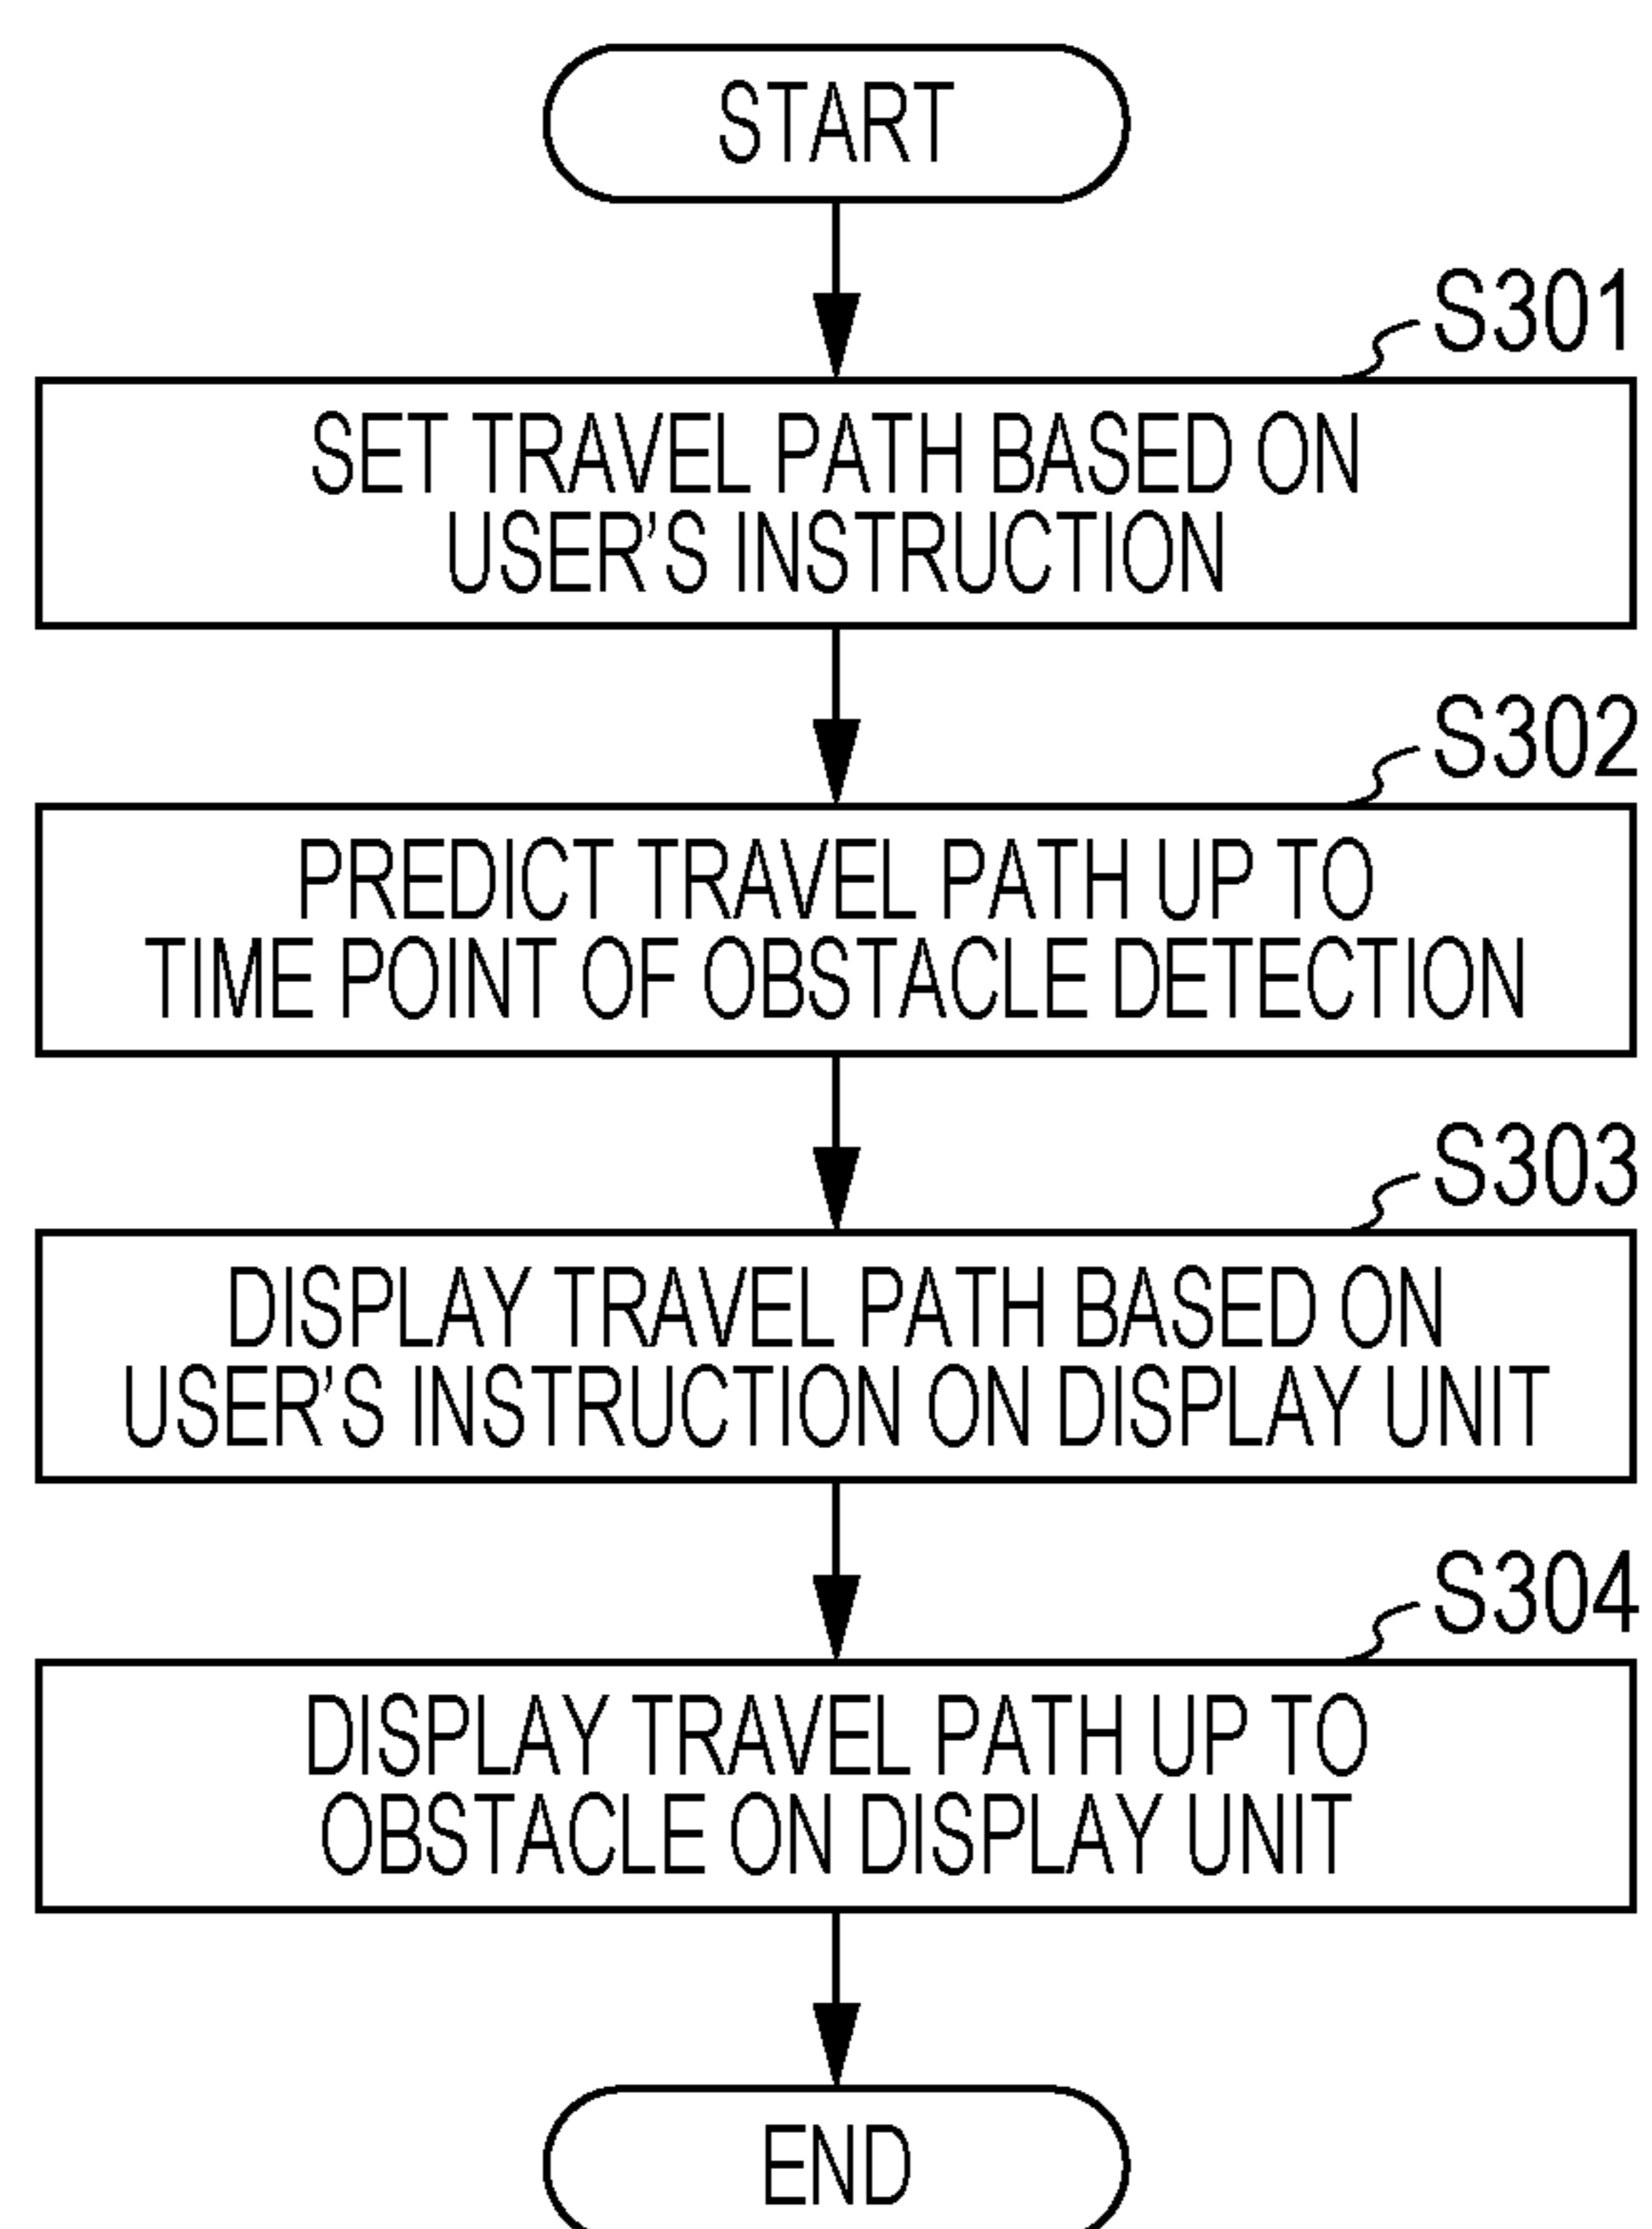 START
S301
SET TRAVEL PATH BASED ON
USER’S INSTRUCTION
S302
PREDICT TRAVEL PATH UP TO
TIME POINT OF OBSTACLE DETECTION
S303
DISPLAY TRAVEL PATH BASED ON
USER’S INSTRUCTION ON DISPLAY UNIT
S304
DISPLAY TRAVEL PATH UP TO
OBSTACLE ON DISPLAY UNIT
END